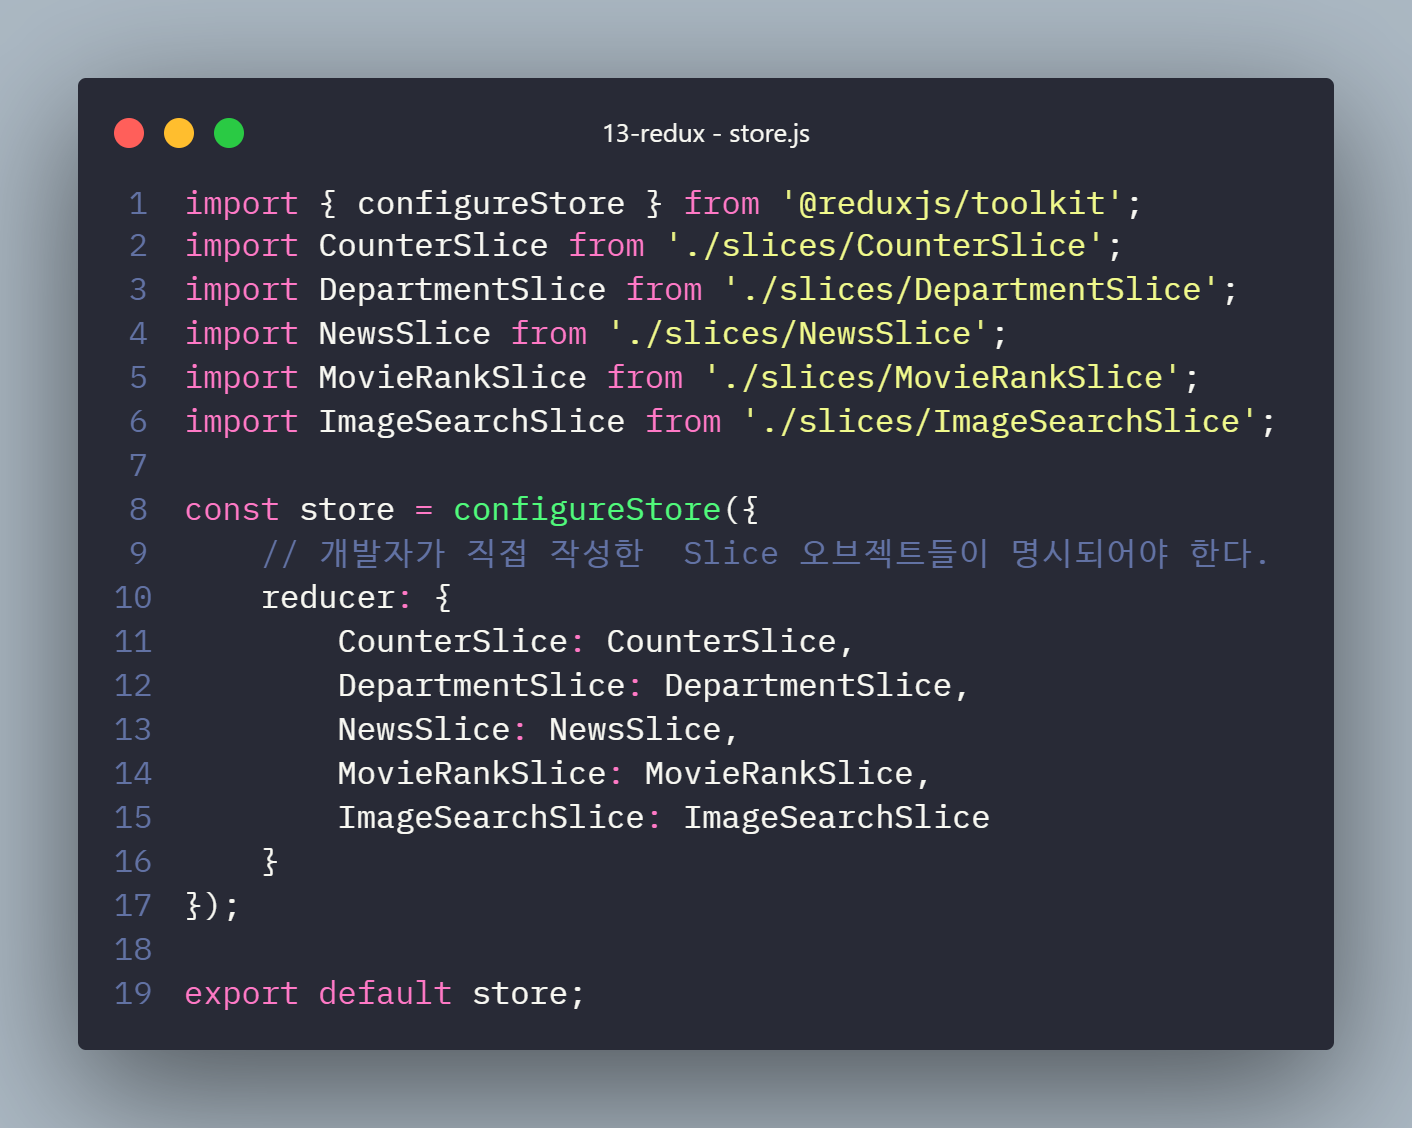 13-redux - store.js
1 import { configureStore } from '@reduxjs/toolkit';
2 import CounterSlice from './slices/CounterSlice';
3 import DepartmentSlice from './slices/DepartmentSlice';
4 import NewsSlice from './slices/NewsSlice';
5 import MovieRankSlice from './slices/MovieRankSlice';
6 import ImageSearchSlice from './slices/ImageSearchSlice';
7
8 const store = configureStore({
9     // 개발자가 직접 작성한  Slice 오브젝트들이 명시되어야 한다.
10     reducer: {
11         CounterSlice: CounterSlice,
12         DepartmentSlice: DepartmentSlice,
13         NewsSlice: NewsSlice,
14         MovieRankSlice: MovieRankSlice,
15         ImageSearchSlice: ImageSearchSlice
16     }
17 });
18
19 export default store;